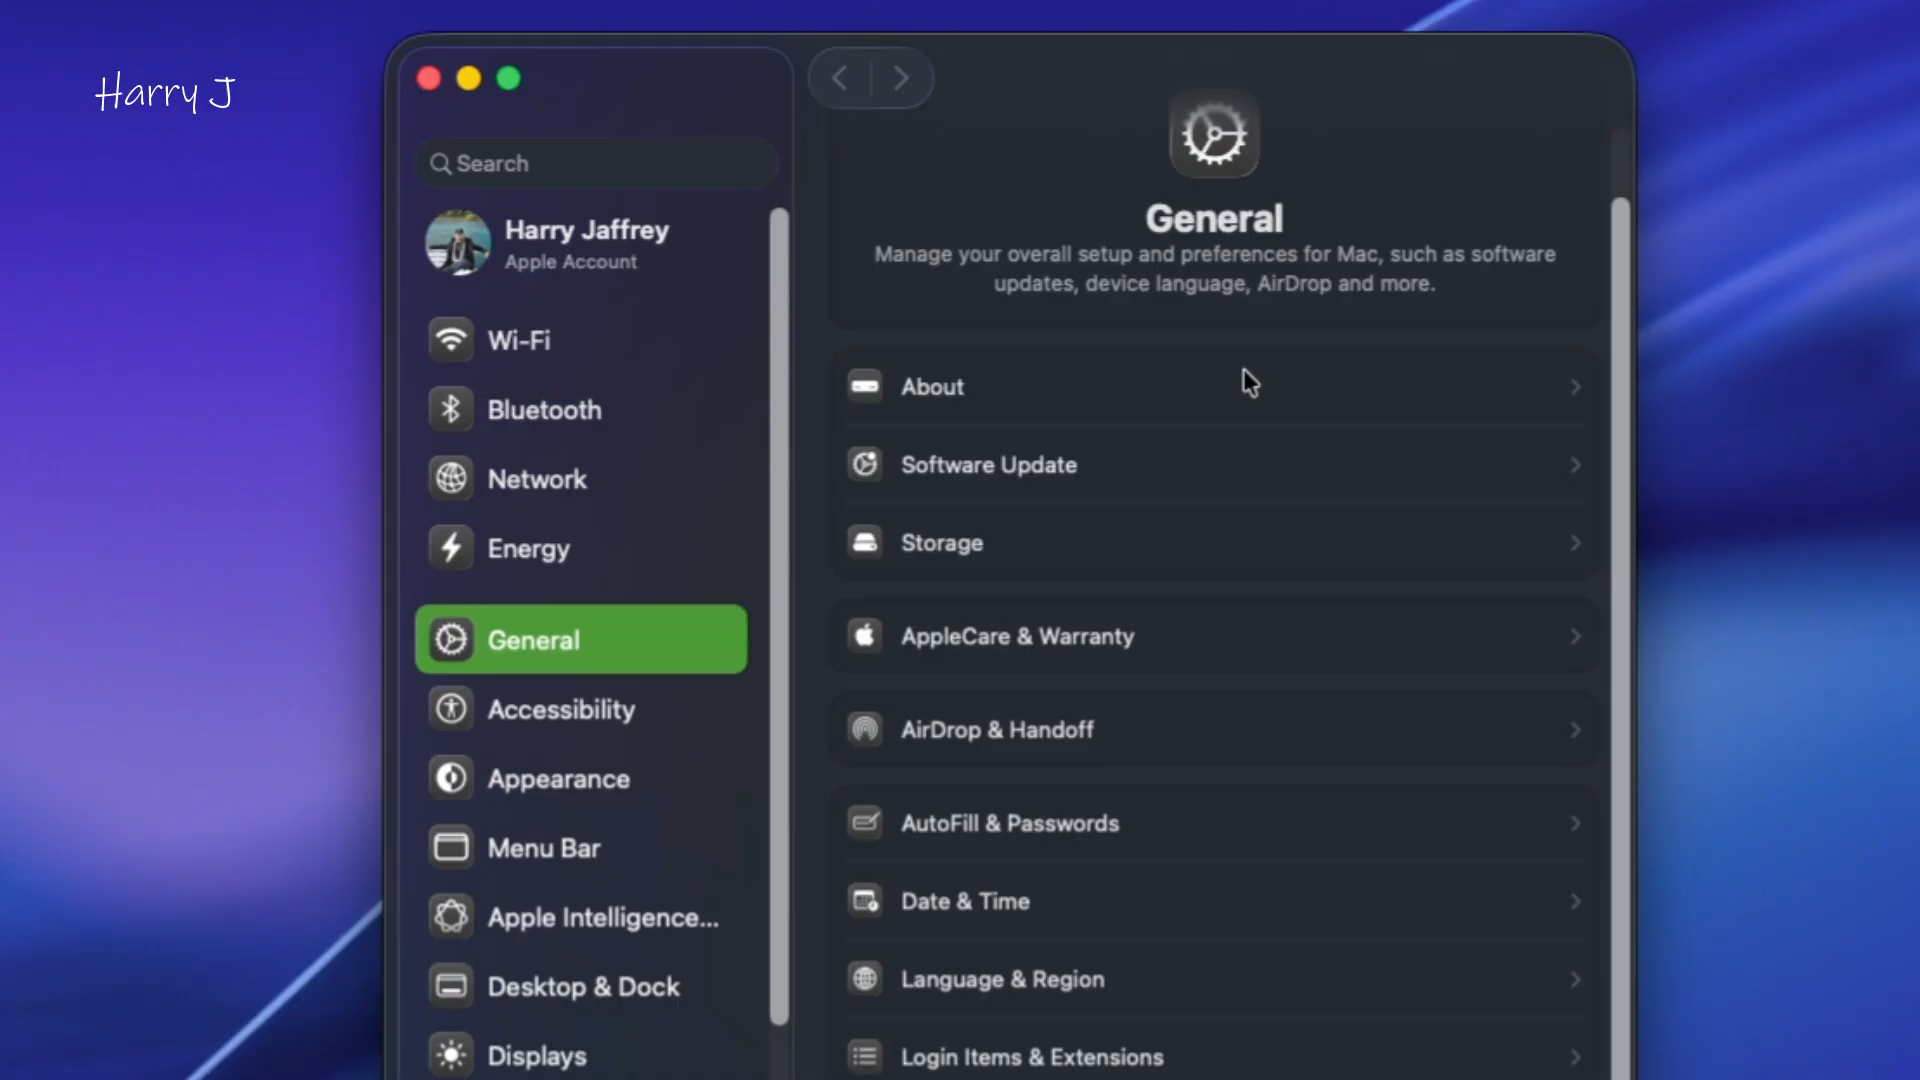 Harry J
Search
Harry Jaffrey
Apple Account
Wi-Fi
Bluetooth
Network
Energy
General
Accessibility
Appearance
Menu Bar
Apple Intelligence...
Desktop & Dock
Displays
General
Manage your overall setup and preferences for Mac, such as software
updates, device language, AirDrop and more.
About
Software Update
Storage
AppleCare & Warranty
AirDrop & Handoff
AutoFill & Passwords
Date & Time
Language & Region
Login Items & Extensions